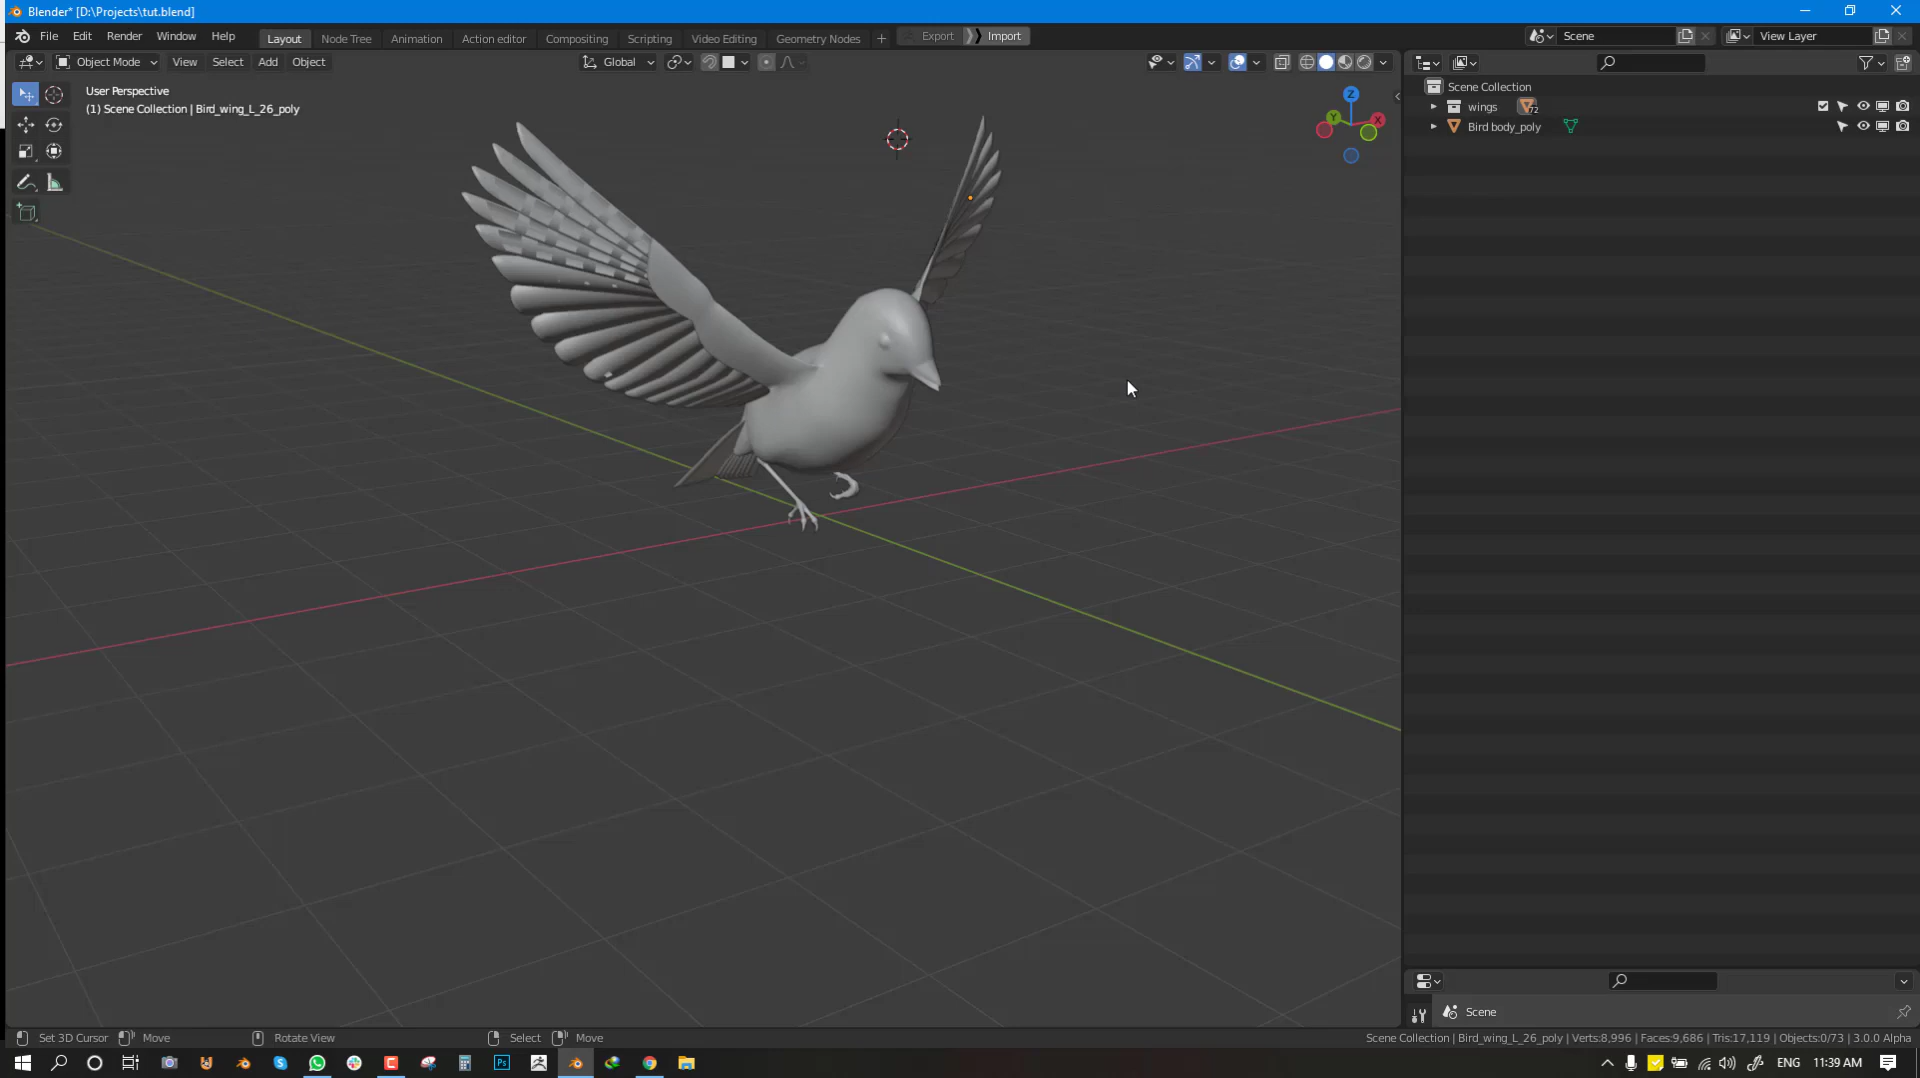 Blender* [D:\Projects\tut.blend]
File Edit Render Window Help Layout Node Tree Animation Action editor Compositing Scripting Video Editing Geometry Nodes + Export Import Scene View Layer
Object Mode View Select Add Object Global
User Perspective
(1) Scene Collection | Bird_wing_L_26_poly
Z
Y
X
Scene Collection
wings 72
Bird body_poly
Scene
Set 3D Cursor Move Rotate View Select Move Scene Collection | Bird_wing_L_26_poly | Verts:8,996 | Faces:9,686 | Tris:17,119 | Objects:0/73 | 3.0.0 Alpha
Ps
ENG 11:39 AM